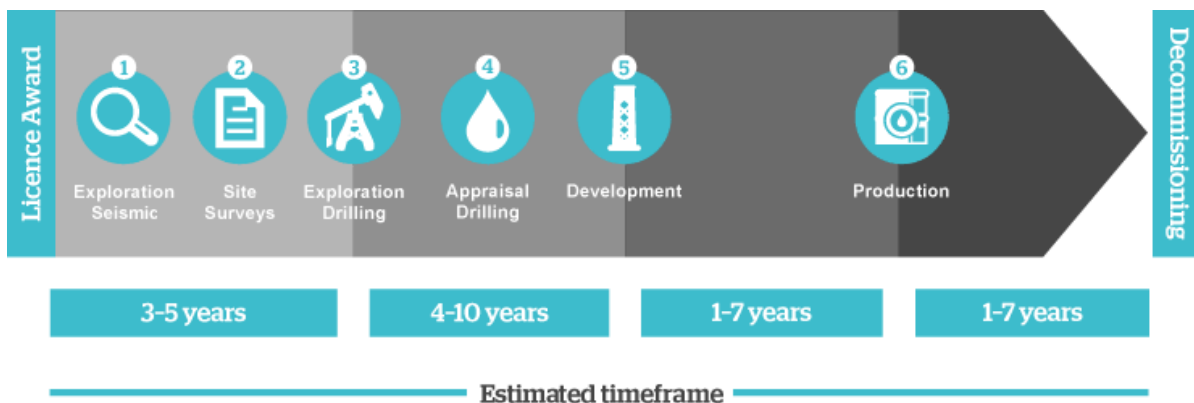 Licence Award
1
2
3
4
5
6
Exploration
Seismic
Site
Surveys
Exploration
Drilling
Appraisal
Drilling
Development
Production
Decommissioning
3-5 years
4-10 years
1-7 years
1-7 years
Estimated timeframe